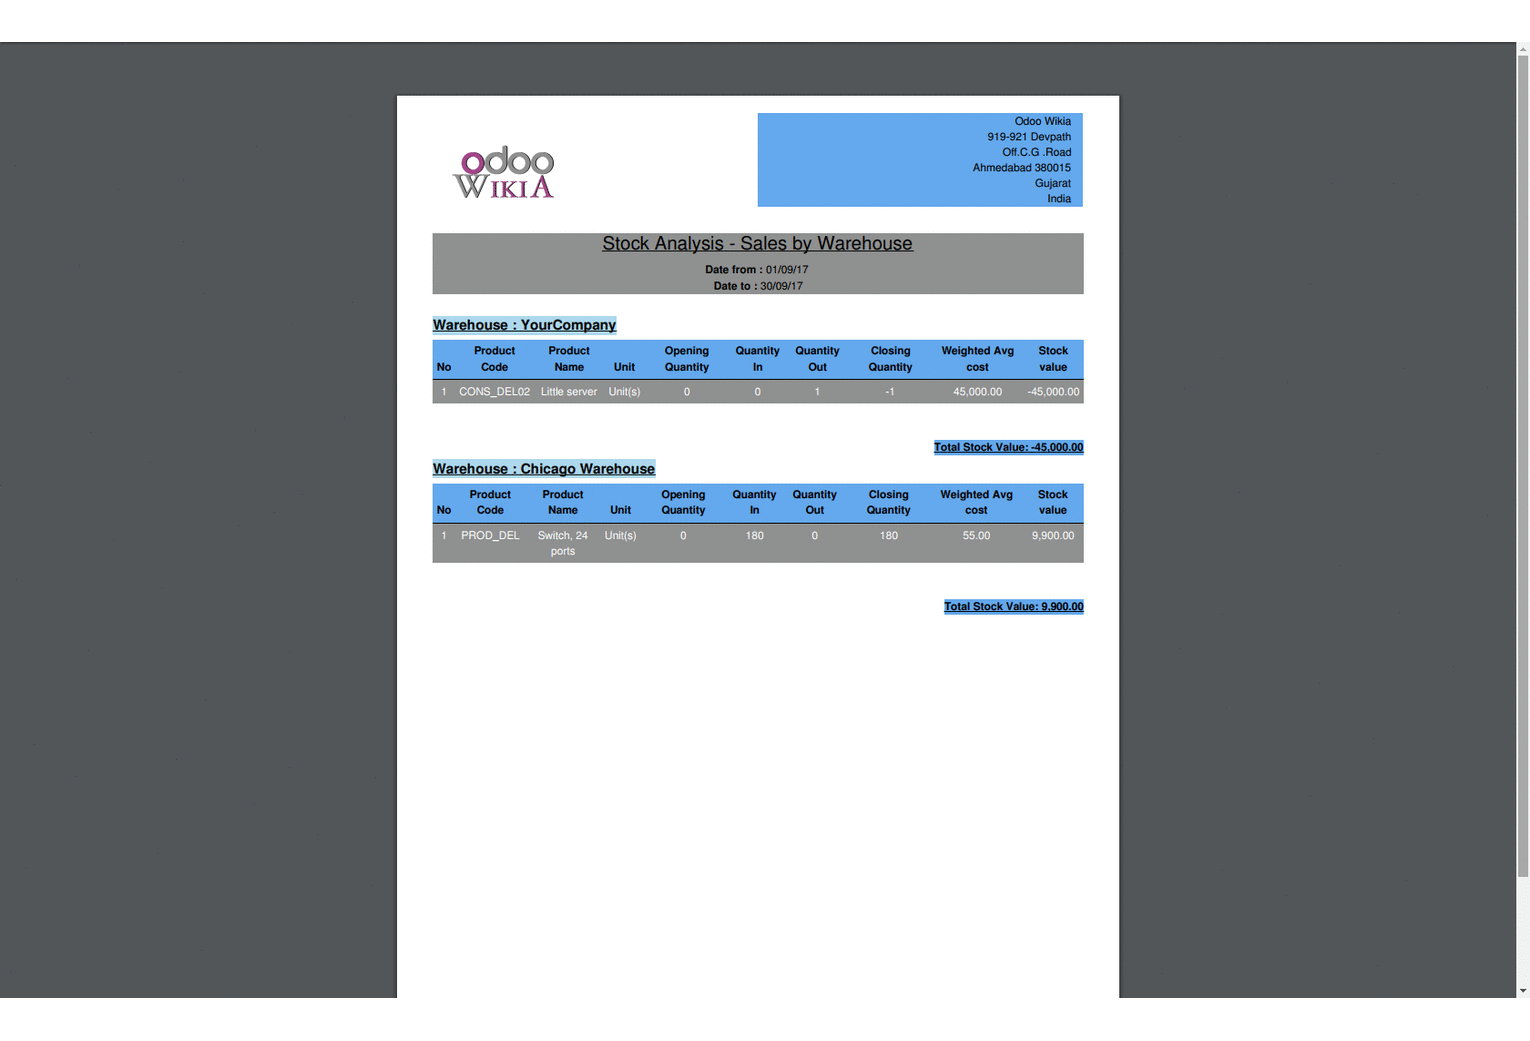 odoo
WIKIA
Odoo Wikia
919-921 Devpath
Off.C.G .Road
Ahmedabad 380015
Gujarat
India
Stock Analysis - Sales by Warehouse
Date from : 01/09/17
Date to : 30/09/17
Warehouse : YourCompany
No Product Code Product Name Unit Opening Quantity Quantity In Quantity Out Closing Quantity Weighted Avg cost Stock value
1 CONS_DEL02 Little server Unit(s) 0 0 1 -1 45,000.00 -45,000.00
Total Stock Value: -45,000.00
Warehouse : Chicago Warehouse
No Product Code Product Name Unit Opening Quantity Quantity In Quantity Out Closing Quantity Weighted Avg cost Stock value
1 PROD_DEL Switch, 24 ports Unit(s) 0 180 0 180 55.00 9,900.00
Total Stock Value: 9,900.00